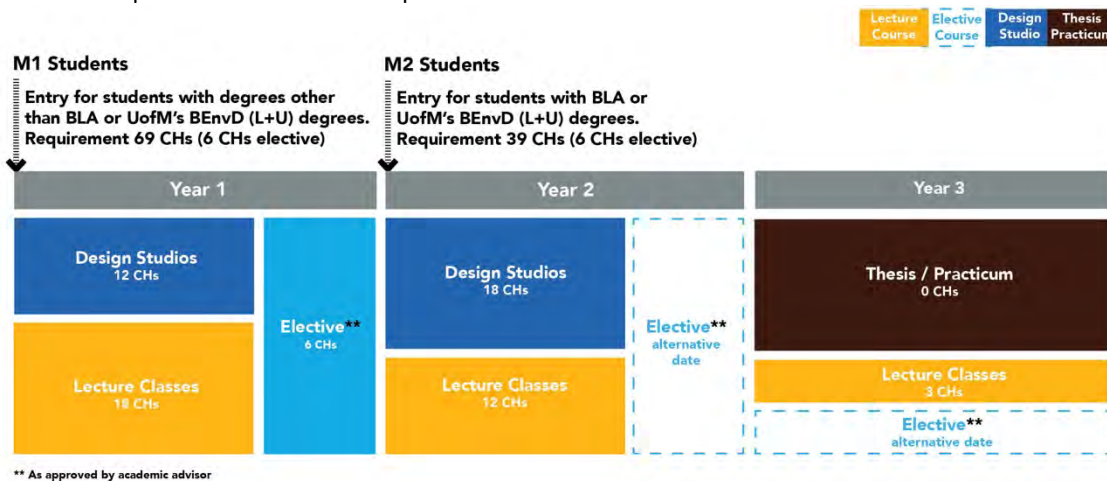 Lecture Course
Elective Course
Design Studio
Thesis Practicum
M1 Students
Entry for students with degrees other
than BLA or UofM's BEnvD (L+U) degrees.
Requirement 69 CHs (6 CHs elective)
M2 Students
Entry for students with BLA or
UofM's BEnvD (L+U) degrees.
Requirement 39 CHs (6 CHs elective)
Year 1
Year 2
Year 3
Design Studios
12 CHs
Lecture Classes
18 CHs
Elective**
6 CHs
Design Studios
18 CHs
Lecture Classes
12 CHs
Elective**
alternative
date
Thesis / Practicum
0 CHs
Lecture Classes
3 CHs
Elective**
alternative date
** As approved by academic advisor